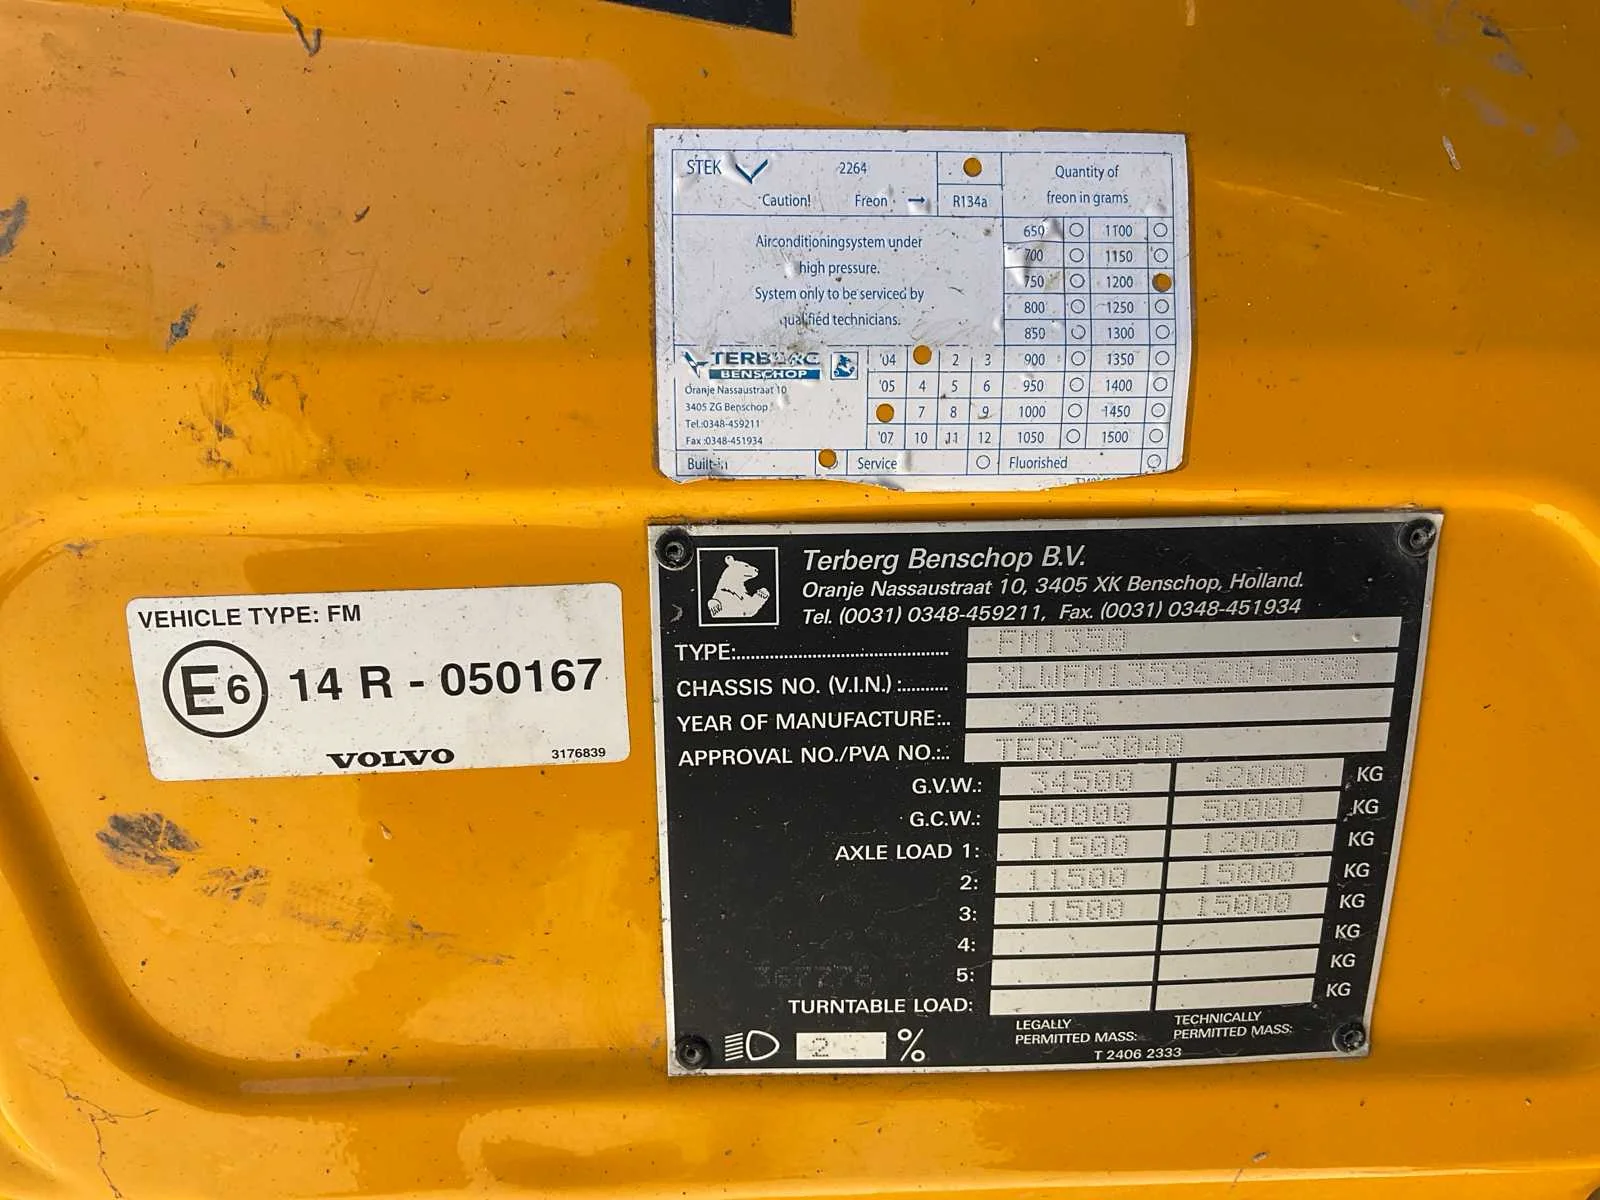 STEK 2264
Caution! Freon → R134a
Quantity of
freon in grams
Airconditioningsystem under
high pressure.
System only to be serviced by
qualified technicians.
650 1100
700 1150
750 1200
800 1250
850 1300
900 1350
950 1400
1000 1450
1050 1500
TERBERG
BENSCHOP
Oranje Nassaustraat 10
3405 ZG Benschop
Tel.:0348-459211
Fax :0348-451934
'04 2 3
'05 4 5 6
7 8 9
'07 10 11 12
Built-in Service Fluorished
VEHICLE TYPE: FM
E6 14 R - 050167
VOLVO 3176839
Terberg Benschop B.V.
Oranje Nassaustraat 10, 3405 XK Benschop, Holland.
Tel. (0031) 0348-459211, Fax. (0031) 0348-451934
TYPE: FM1350
CHASSIS NO. (V.I.N.):
YEAR OF MANUFACTURE: 2006
APPROVAL NO./PVA NO.: TERC-3040
G.V.W.: 34500 42000 KG
G.C.W.: 50000 50000 KG
AXLE LOAD 1: 11500 12000 KG
2: 11500 15000 KG
3: 11500 15000 KG
4: KG
5: KG
367776
TURNTABLE LOAD: KG
2 %
LEGALLY
PERMITTED MASS:
TECHNICALLY
PERMITTED MASS:
T 2406 2333